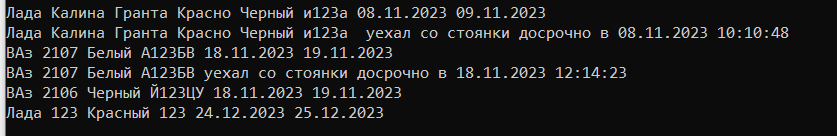 Лада Калина Гранта Красно Черный и123а 08.11.2023 09.11.2023
Лада Калина Гранта Красно Черный и123а  уехал со стоянки досрочно в 08.11.2023 10:10:48
ВАз 2107 Белый А123БВ 18.11.2023 19.11.2023
ВАз 2107 Белый А123БВ уехал со стоянки досрочно в 18.11.2023 12:14:23
ВАз 2106 Черный Й123ЦУ 18.11.2023 19.11.2023
Лада 123 Красный 123 24.12.2023 25.12.2023